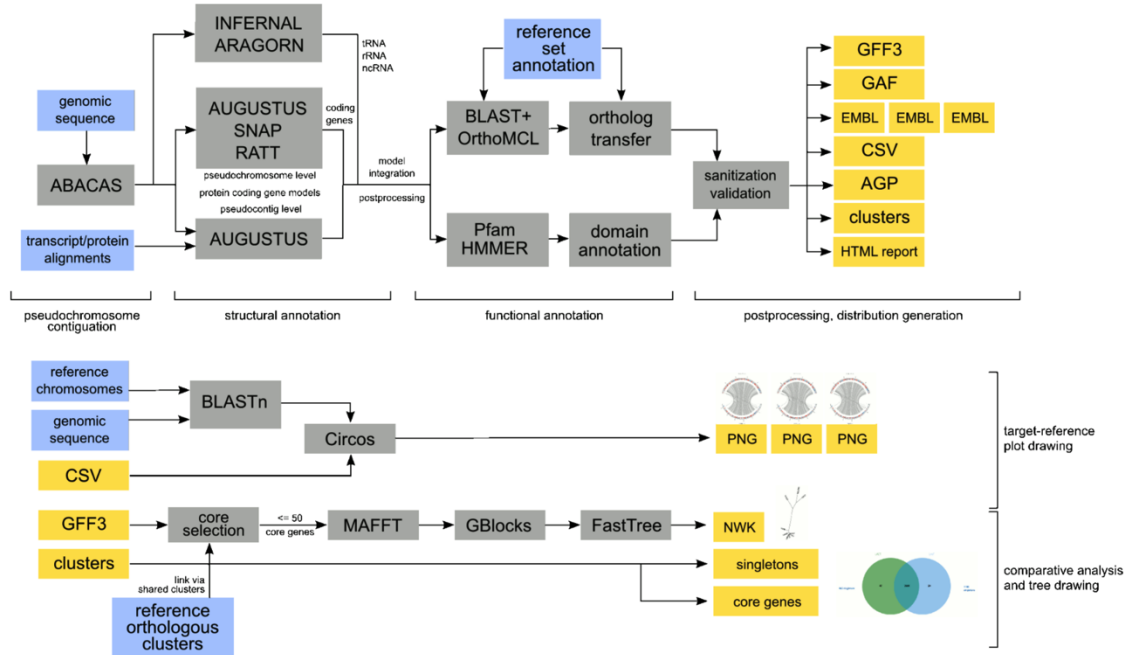 INFERNAL
ARAGORN
tRNA
rRNA
ncRNA
reference
set
annotation
GFF3
GAF
genomic
sequence
AUGUSTUS
SNAP
RATT
coding
genes
BLAST+
OrthoMCL
ortholog
transfer
EMBL EMBL EMBL
CSV
ABACAS
pseudochromosome level
protein coding gene models
pseudocontig level
model
integration
postprocessing
sanitization
validation
AGP
clusters
transcript/protein
alignments
AUGUSTUS
Pfam
HMMER
domain
annotation
HTML report
pseudochromosome
contiguation
structural annotation
functional annotation
postprocessing, distribution generation
reference
chromosomes
BLASTn
genomic
sequence
Circos
PNG PNG PNG
target-reference
plot drawing
CSV
GFF3
core
selection
<= 50
core genes
MAFFT
GBlocks
FastTree
NWK
clusters
singletons
link via
shared clusters
core genes
comparative analysis
and tree drawing
reference
orthologous
clusters